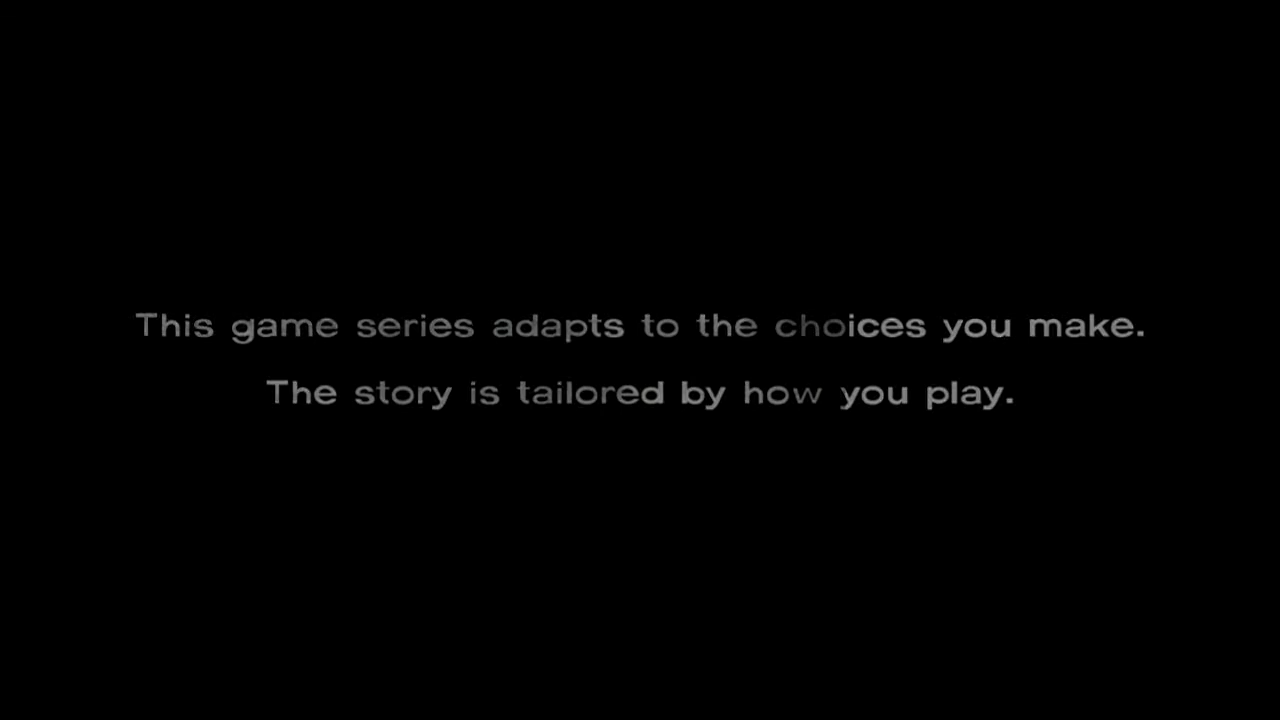 This game series adapts to the choices you make.
The story is tailored by how you play.